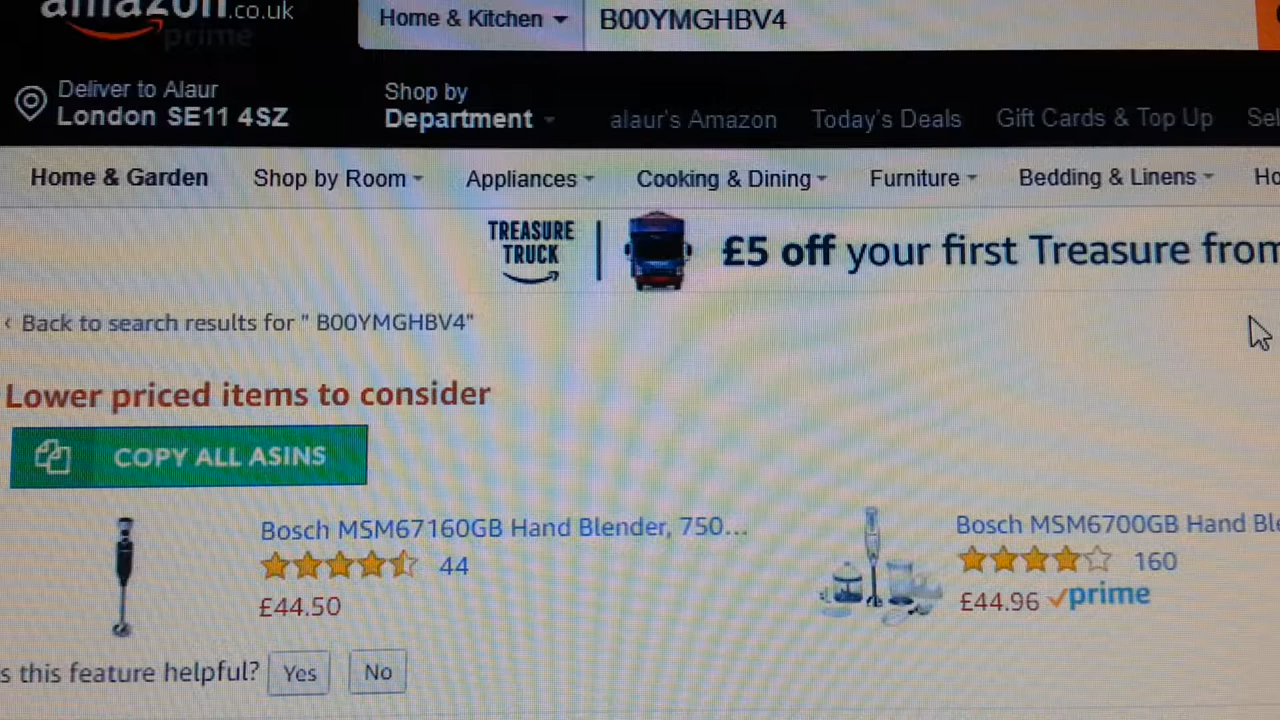 amazon.co.uk
prime
Home & Kitchen
B00YMGHBV4
Deliver to Alaur
London SE11 4SZ
Shop by
Department
alaur's Amazon
Today's Deals
Gift Cards & Top Up
Sel
Home & Garden
Shop by Room
Appliances
Cooking & Dining
Furniture
Bedding & Linens
Ho
TREASURE
TRUCK
£5 off your first Treasure from
‹ Back to search results for " B00YMGHBV4"
Lower priced items to consider
COPY ALL ASINS
Bosch MSM67160GB Hand Blender, 750...
44
£44.50
Bosch MSM6700GB Hand Ble
160
£44.96 prime
s this feature helpful?
Yes
No